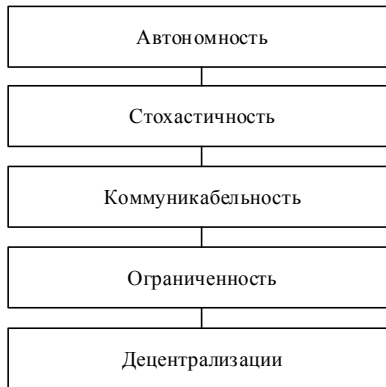 Автономность
Стохастичность
Коммуникабельность
Ограниченность
Децентрализации